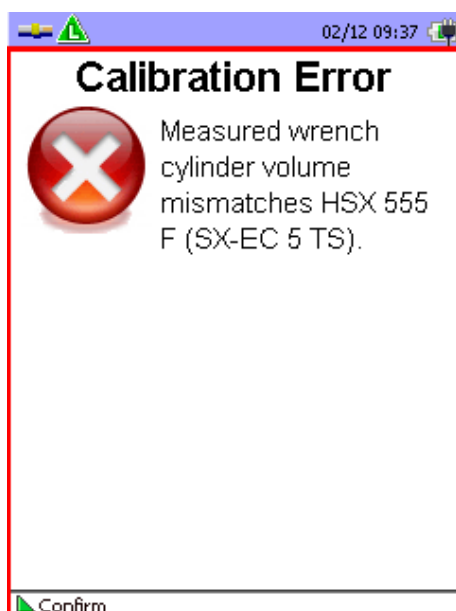 L 02/12 09:37
Calibration Error
Measured wrench
cylinder volume
mismatches HSX 555
F (SX-EC 5 TS).
Confirm